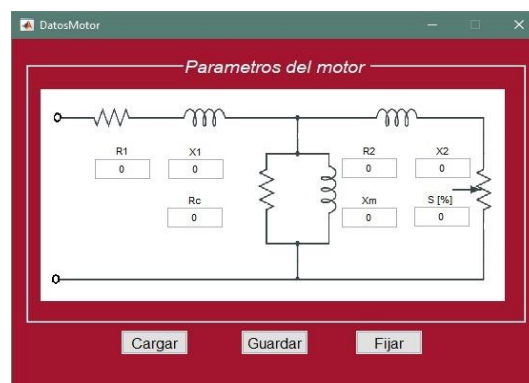 DatosMotor
Parametros del motor
R1
X1
R2
X2
0
0
0
0
Rc
Xm
S [%]
0
0
0
Cargar
Guardar
Fijar